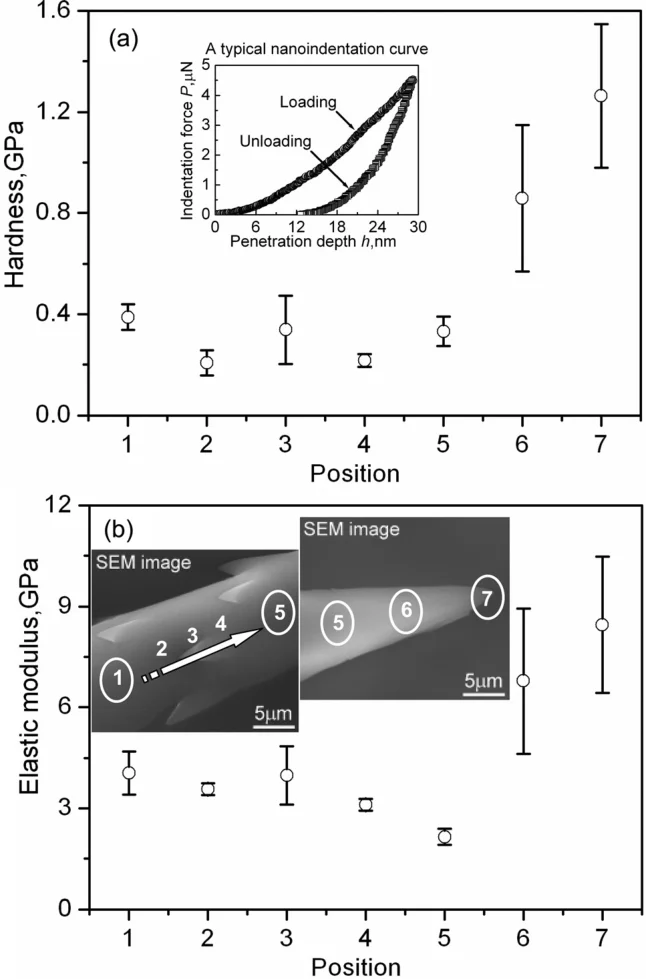 1.6
(a)
A typical nanoindentation curve
5
4
3
2
1
0
Indentation force P,μN
Loading
Unloading
0 6 12 18 24 30
Penetration depth h,nm
1.2
0.8
0.4
0.0
Hardness,GPa
1 2 3 4 5 6 7
Position
12
(b)
SEM image
1
2
3
4
5
5μm
SEM image
5
6
7
5μm
9
6
3
0
Elastic modulus,GPa
1 2 3 4 5 6 7
Position